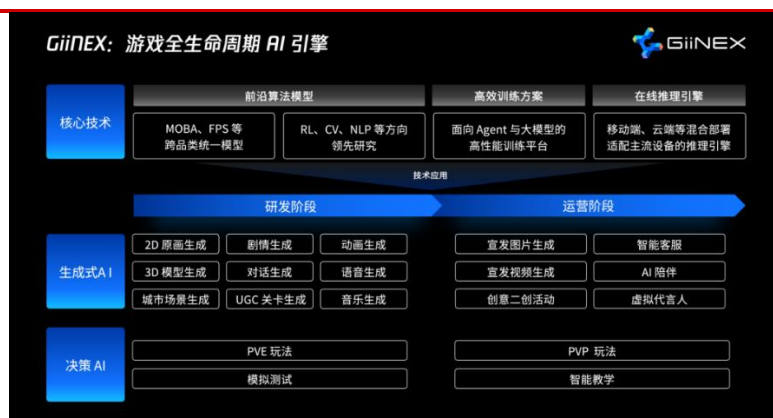 GiiNEX: 游戏全生命周期 AI 引擎
GiiNEX
核心技术
前沿算法模型
高效训练方案
在线推理引擎
MOBA、FPS 等
跨品类统一模型
RL、CV、NLP 等方向
领先研究
面向 Agent 与大模型的
高性能训练平台
移动端、云端等混合部署
适配主流设备的推理引擎
技术应用
研发阶段
运营阶段
生成式AI
2D 原画生成
剧情生成
动画生成
宣发图片生成
智能客服
3D 模型生成
对话生成
语音生成
宣发视频生成
AI 陪伴
城市场景生成
UGC 关卡生成
音乐生成
创意二创活动
虚拟代言人
决策 AI
PVE 玩法
PVP 玩法
模拟测试
智能教学